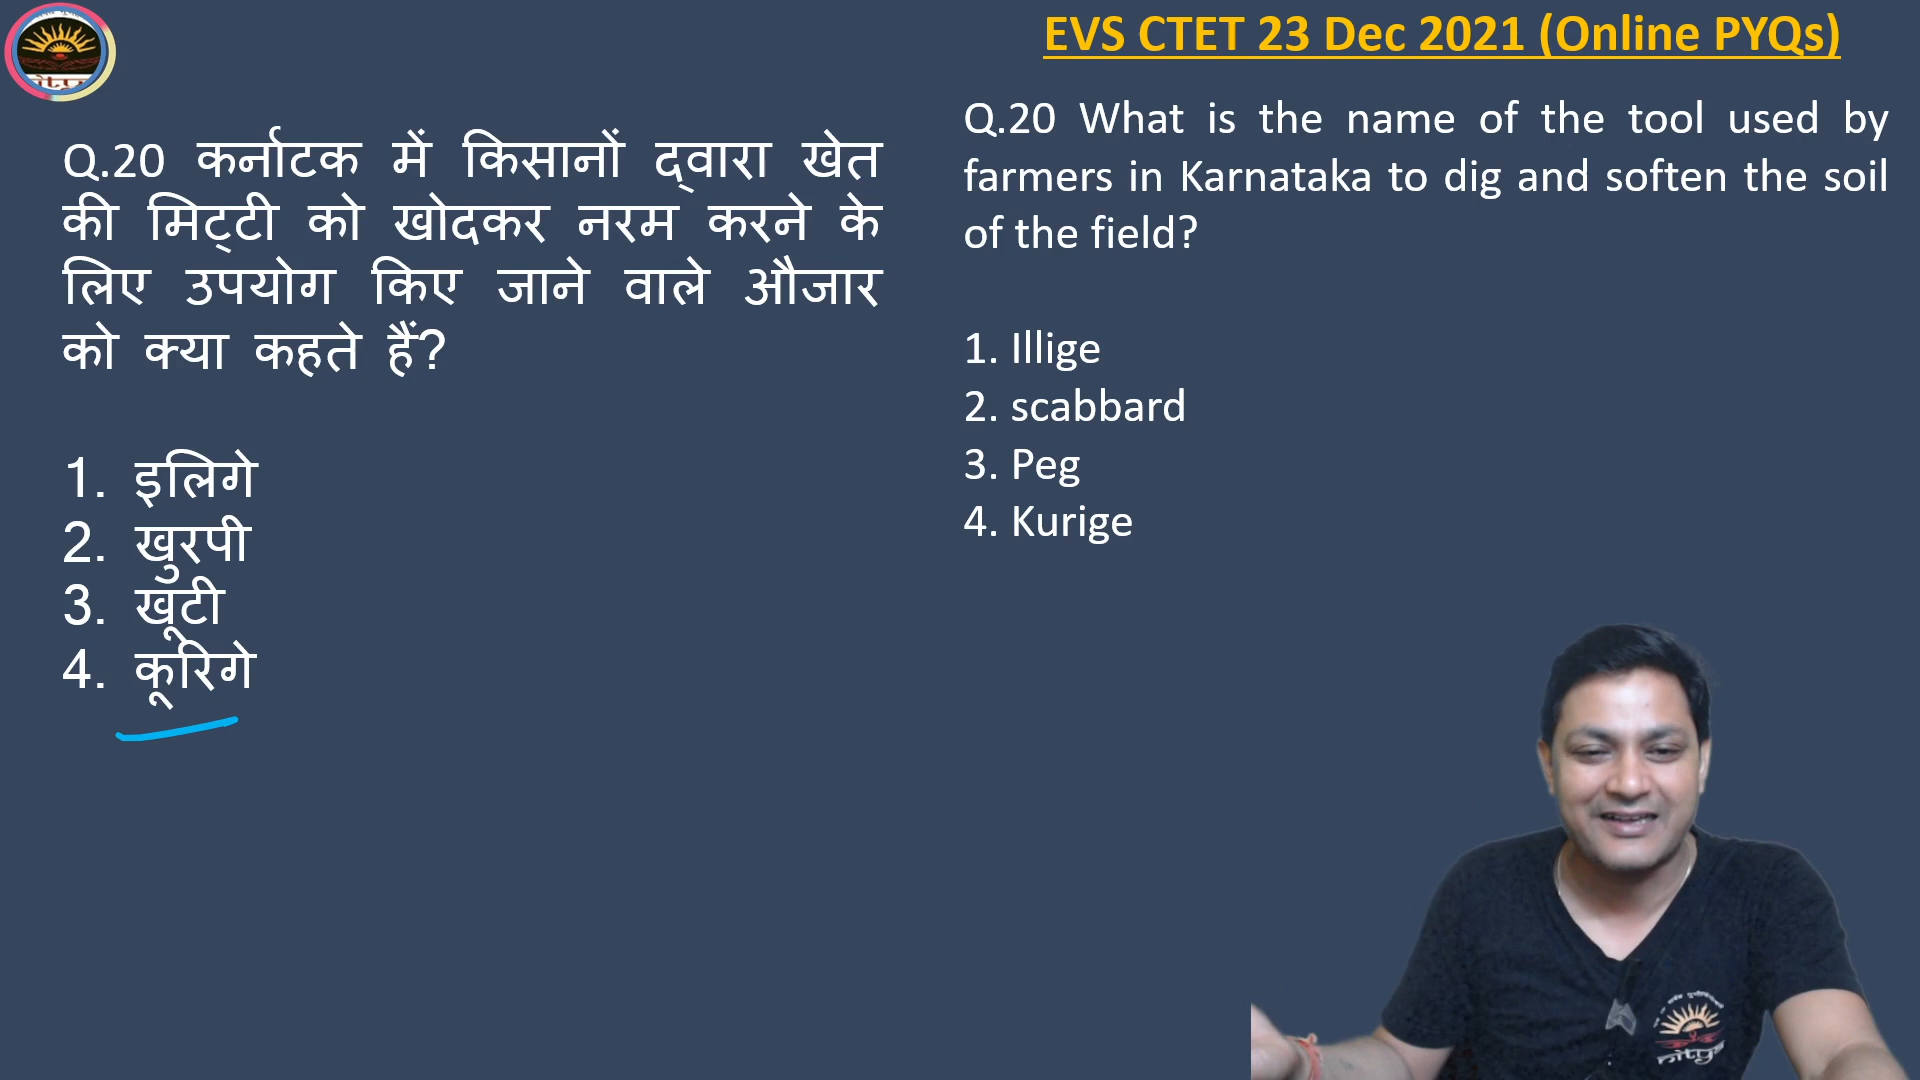 EVS CTET 23 Dec 2021 (Online PYQs)
Q.20 कर्नाटक में किसानों द्वारा खेत
की मिट्टी को खोदकर नरम करने के
लिए उपयोग किए जाने वाले औजार
को क्या कहते हैं?
1. इलिगे
2. खुरपी
3. खूटी
4. कूरिगे
Q.20 What is the name of the tool used by
farmers in Karnataka to dig and soften the soil
of the field?
1. Illige
2. scabbard
3. Peg
4. Kurige
nitya